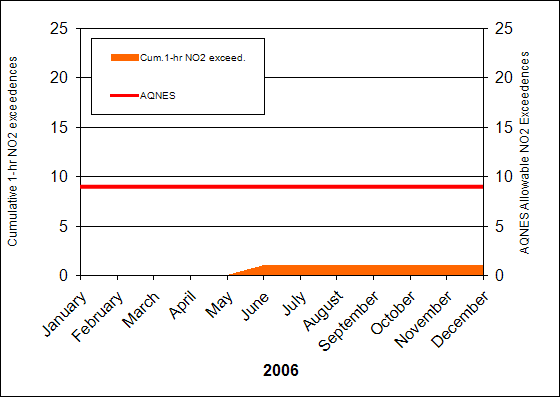 Cumulative 1-hr NO2 exceedences
25
20
15
10
5
0
Cum.1-hr NO2 exceed.
AQNES
25
20
15
10
5
0
AQNES Allowable NO2 Exceedences
January
February
March
April
May
June
July
August
September
October
November
December
2006